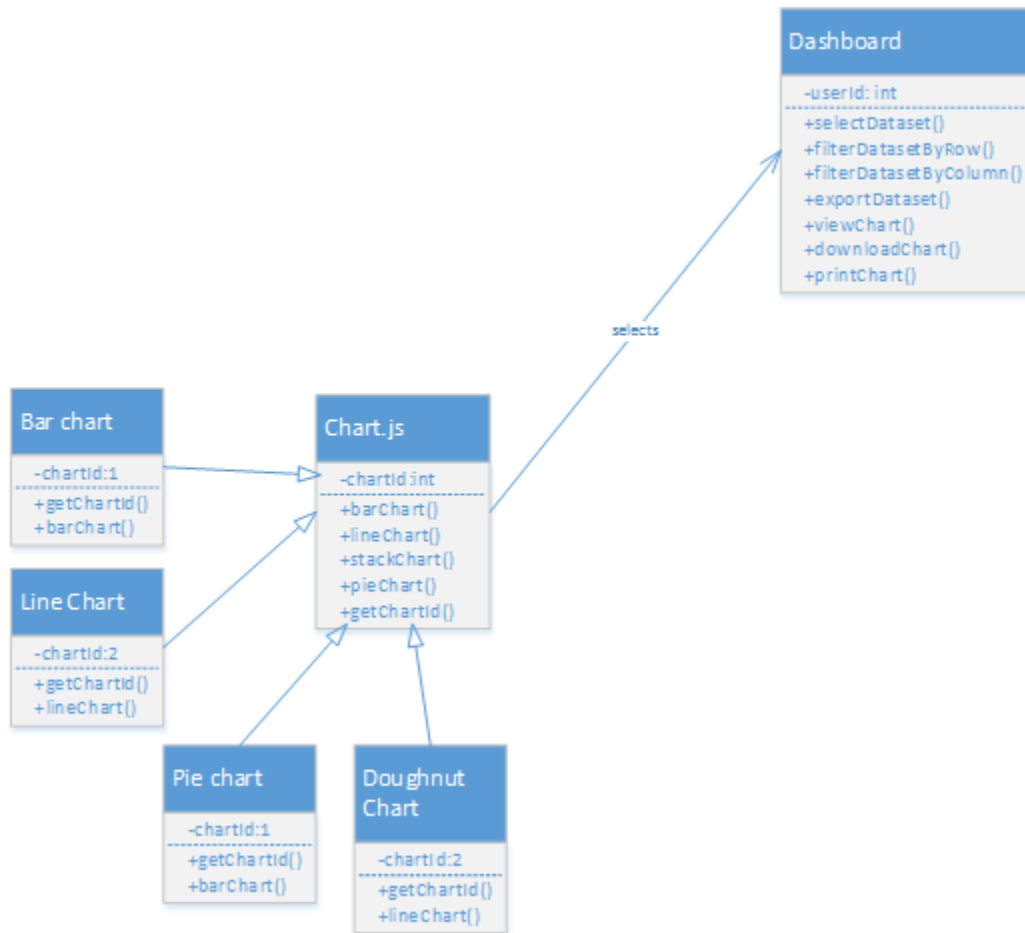 Dashboard
-userId: int
+selectDataset()
+filterDatasetByRow()
+filterDatasetByColumn()
+exportDataset()
+viewChart()
+downloadChart()
+printChart()
selects
Bar chart
-chartId:1
+getChartId()
+barChart()
Chart.js
-chartId:int
+barChart()
+lineChart()
+stackChart()
+pieChart()
+getChartId()
Line Chart
-chartId:2
+getChartId()
+lineChart()
Pie chart
-chartId:1
+getChartId()
+barChart()
Doughnut
Chart
-chartId:2
+getChartId()
+lineChart()